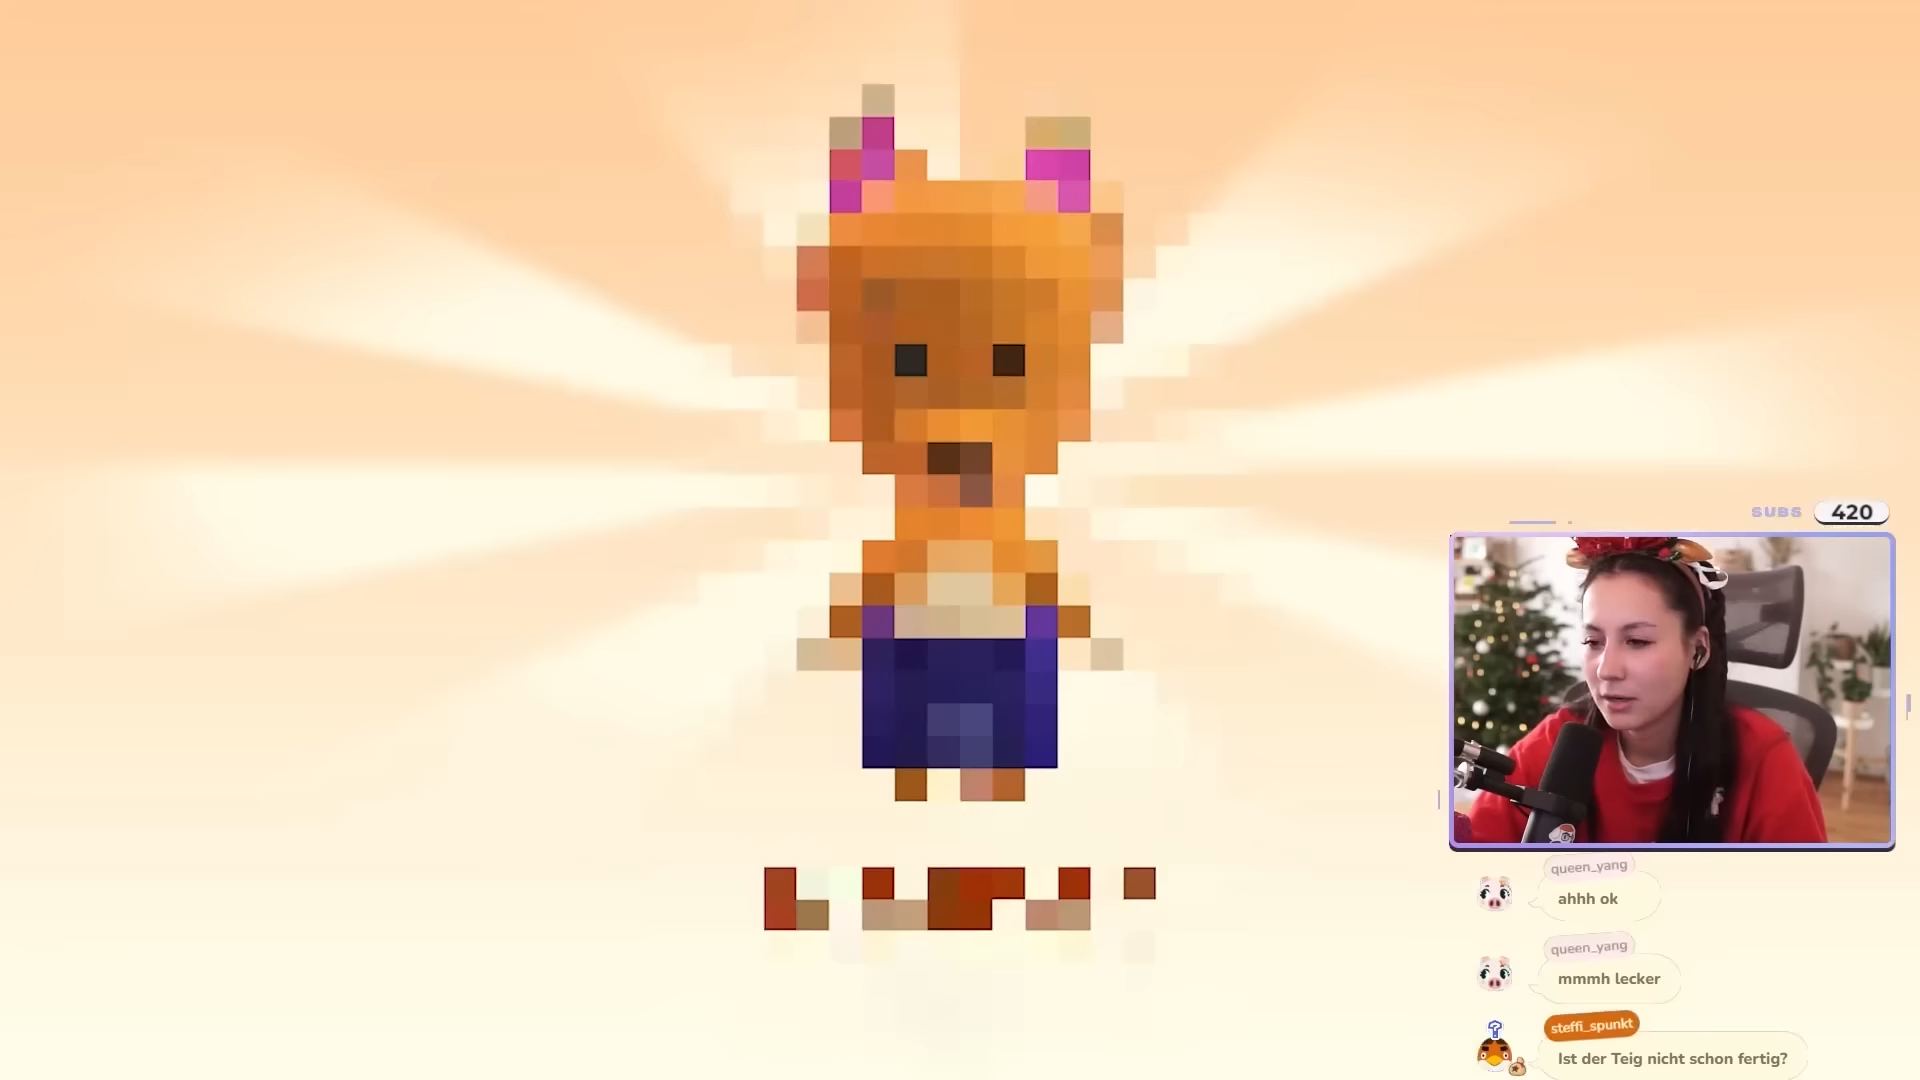 SUBS 420
queen_yang
ahhh ok
queen_yang
mmmh lecker
steffi_spunkt
Ist der Teig nicht schon fertig?